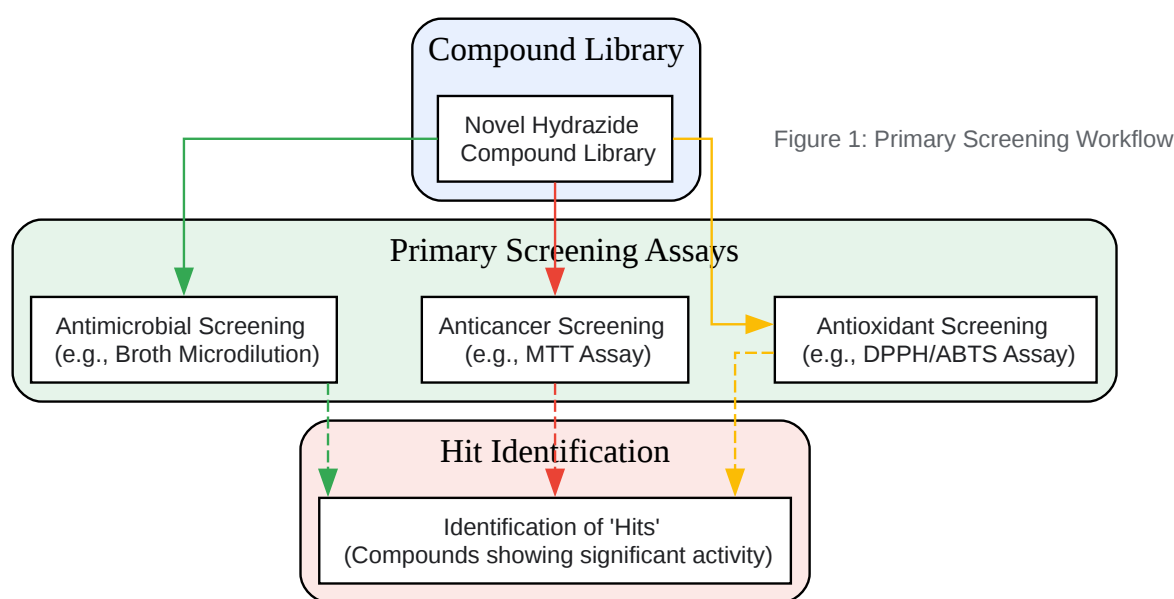 Compound Library
Novel Hydrazide
Compound Library
Figure 1: Primary Screening Workflow
Primary Screening Assays
Antimicrobial Screening
(e.g., Broth Microdilution)
Anticancer Screening
(e.g., MTT Assay)
Antioxidant Screening
(e.g., DPPH/ABTS Assay)
Hit Identification
Identification of 'Hits'
(Compounds showing significant activity)